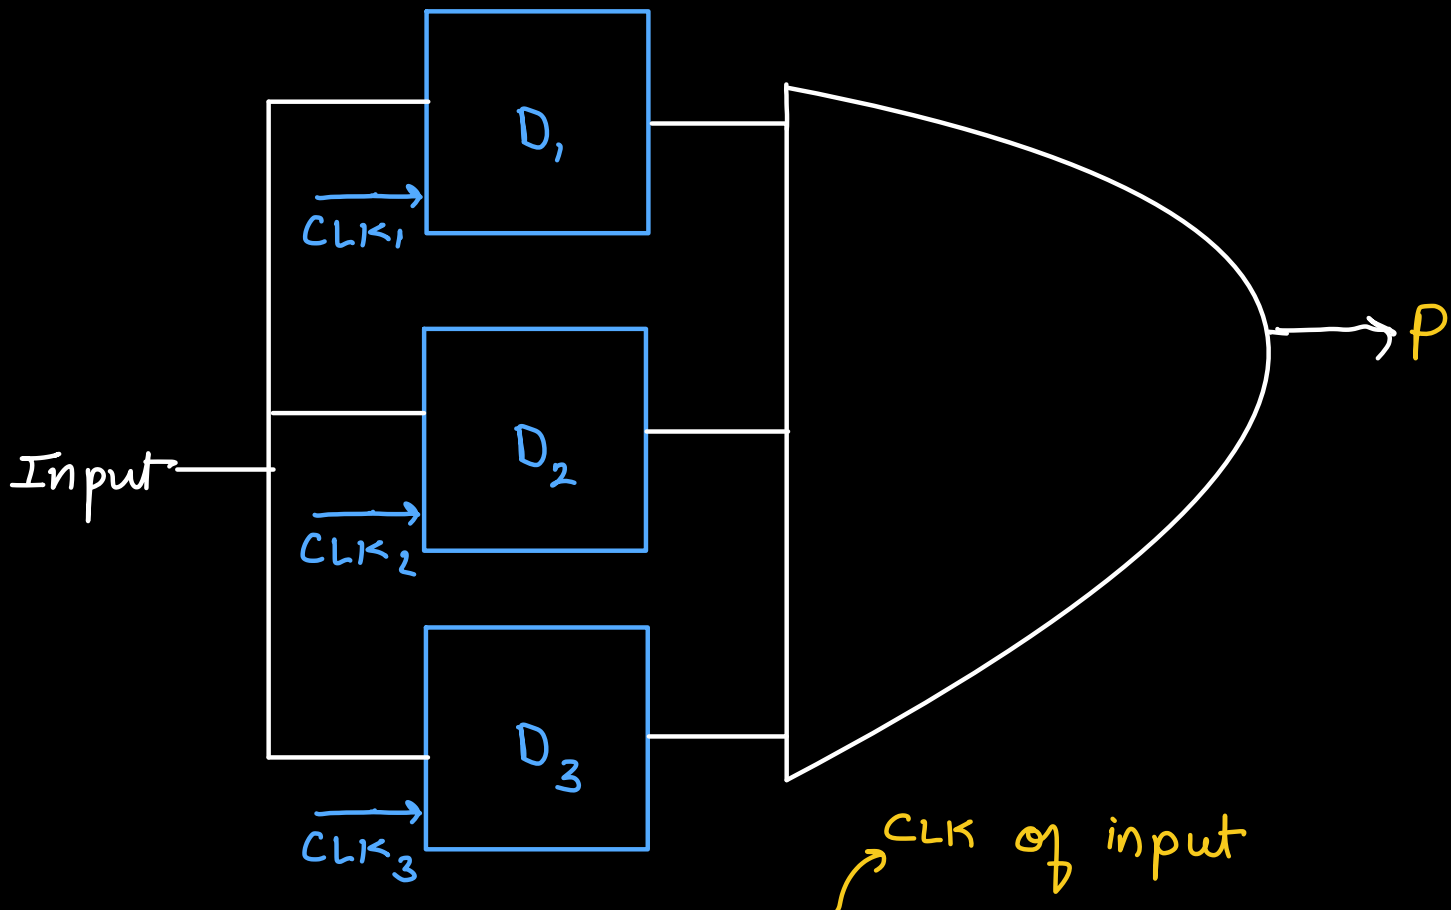 D₁
CLK₁
P
D₂
Input
CLK₂
D₃
CLK₃
CLK of input